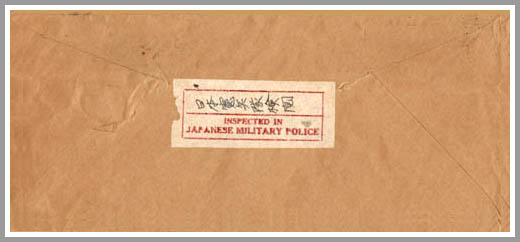 日本憲兵隊検閲
INSPECTED IN
JAPANESE MILITARY POLICE